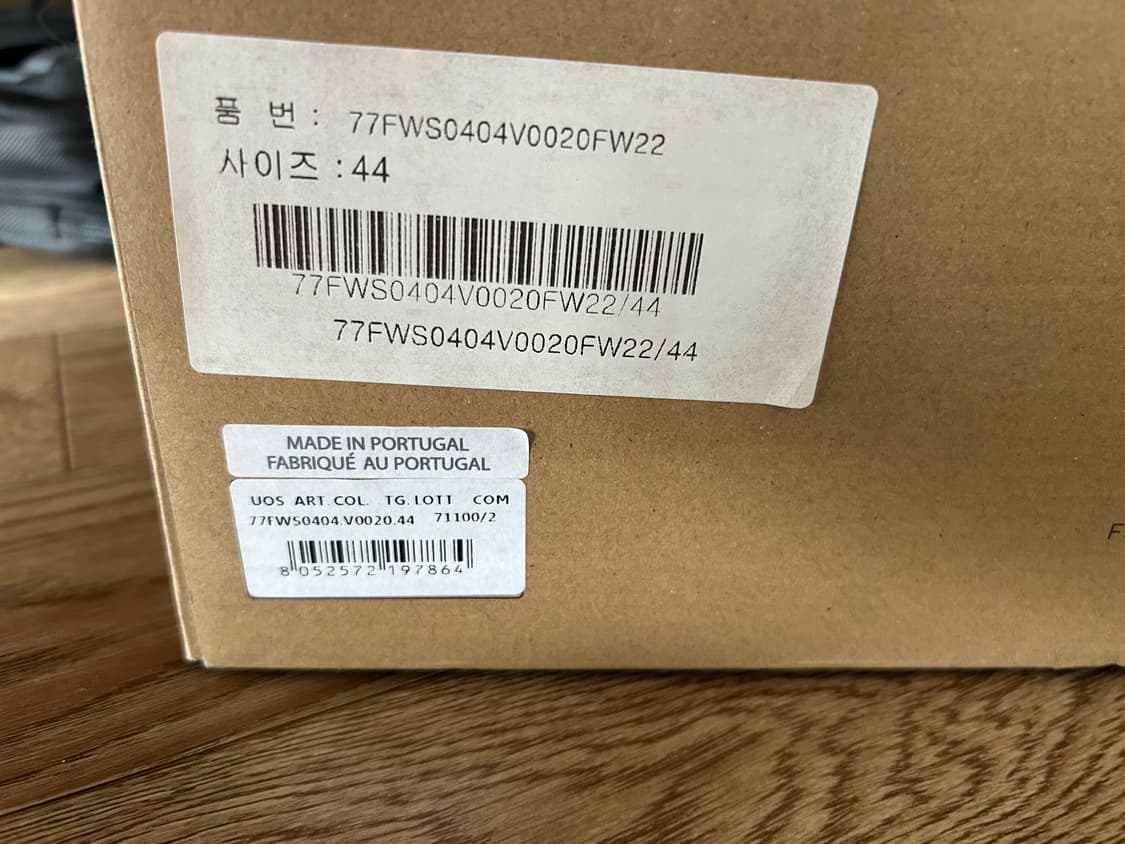 품 번 : 77FWS0404V0020FW22
사이즈 : 44
77FWS0404V0020FW22/44
77FWS0404V0020FW22/44
MADE IN PORTUGAL
FABRIQUÉ AU PORTUGAL
UOS ART.COL. TG.LOTT COM
77FWS0404.V0020.44 71100/2
8 052572 197864